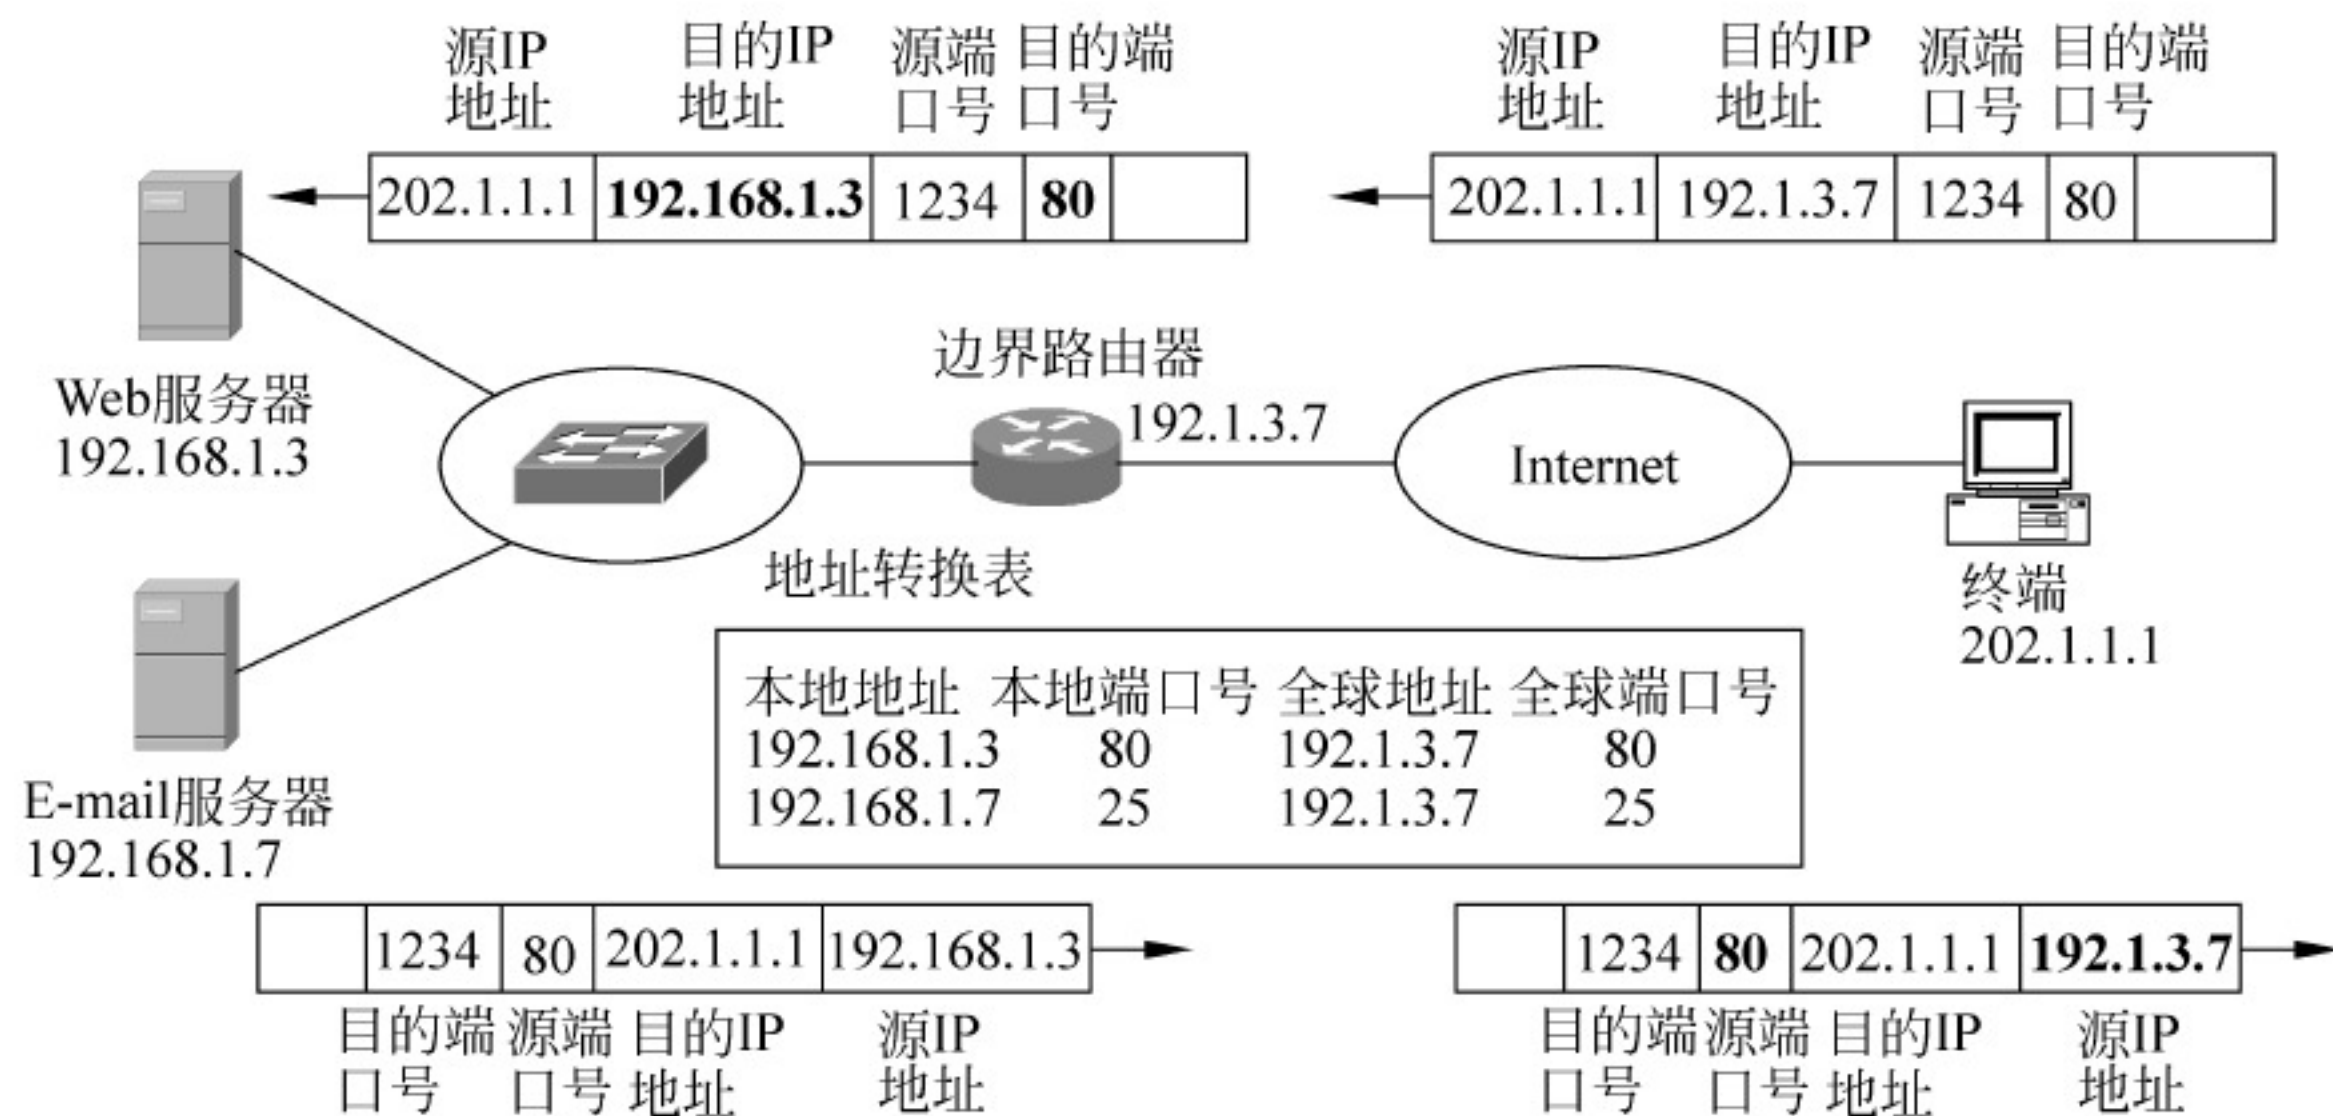 源IP 目的IP 源端 目的端
地址 地址 口号 口号
202.1.1.1 192.168.1.3 1234 80
源IP 目的IP 源端 目的端
地址 地址 口号 口号
202.1.1.1 192.1.3.7 1234 80
Web服务器
192.168.1.3
边界路由器
192.1.3.7
Internet
终端
202.1.1.1
E-mail服务器
192.168.1.7
地址转换表
本地地址 本地端口号 全球地址 全球端口号
192.168.1.3 80 192.1.3.7 80
192.168.1.7 25 192.1.3.7 25
1234 80 202.1.1.1 192.168.1.3
目的端 源端 目的IP 源IP
口号 口号 地址 地址
1234 80 202.1.1.1 192.1.3.7
目的端 源端 目的IP 源IP
口号 口号 地址 地址